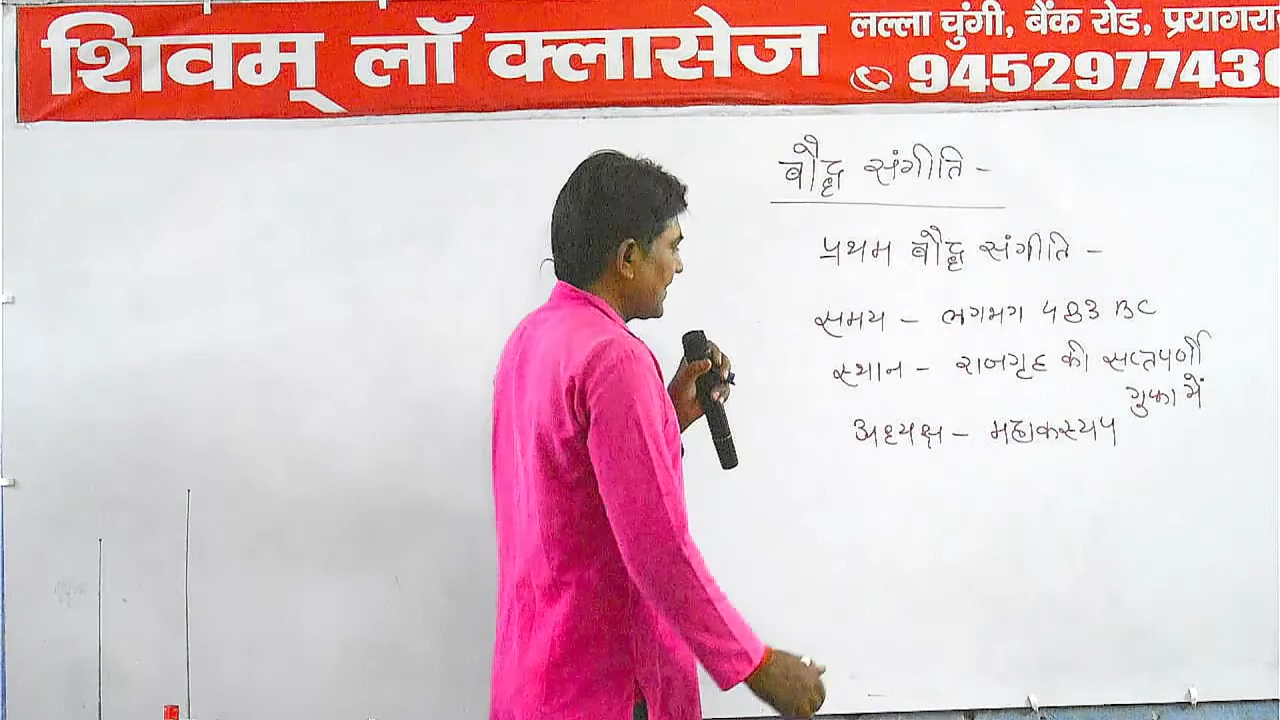 शिवम् लॉ क्लासेज
लल्ला चुंगी, बैंक रोड, प्रयागरा
9452977430
बौद्ध संगीति -
प्रथम बौद्ध संगीति -
समय - लगभग 483 BC
स्थान - राजगृह की सप्तपर्णी
गुफा में
अध्यक्ष - महाकस्यप